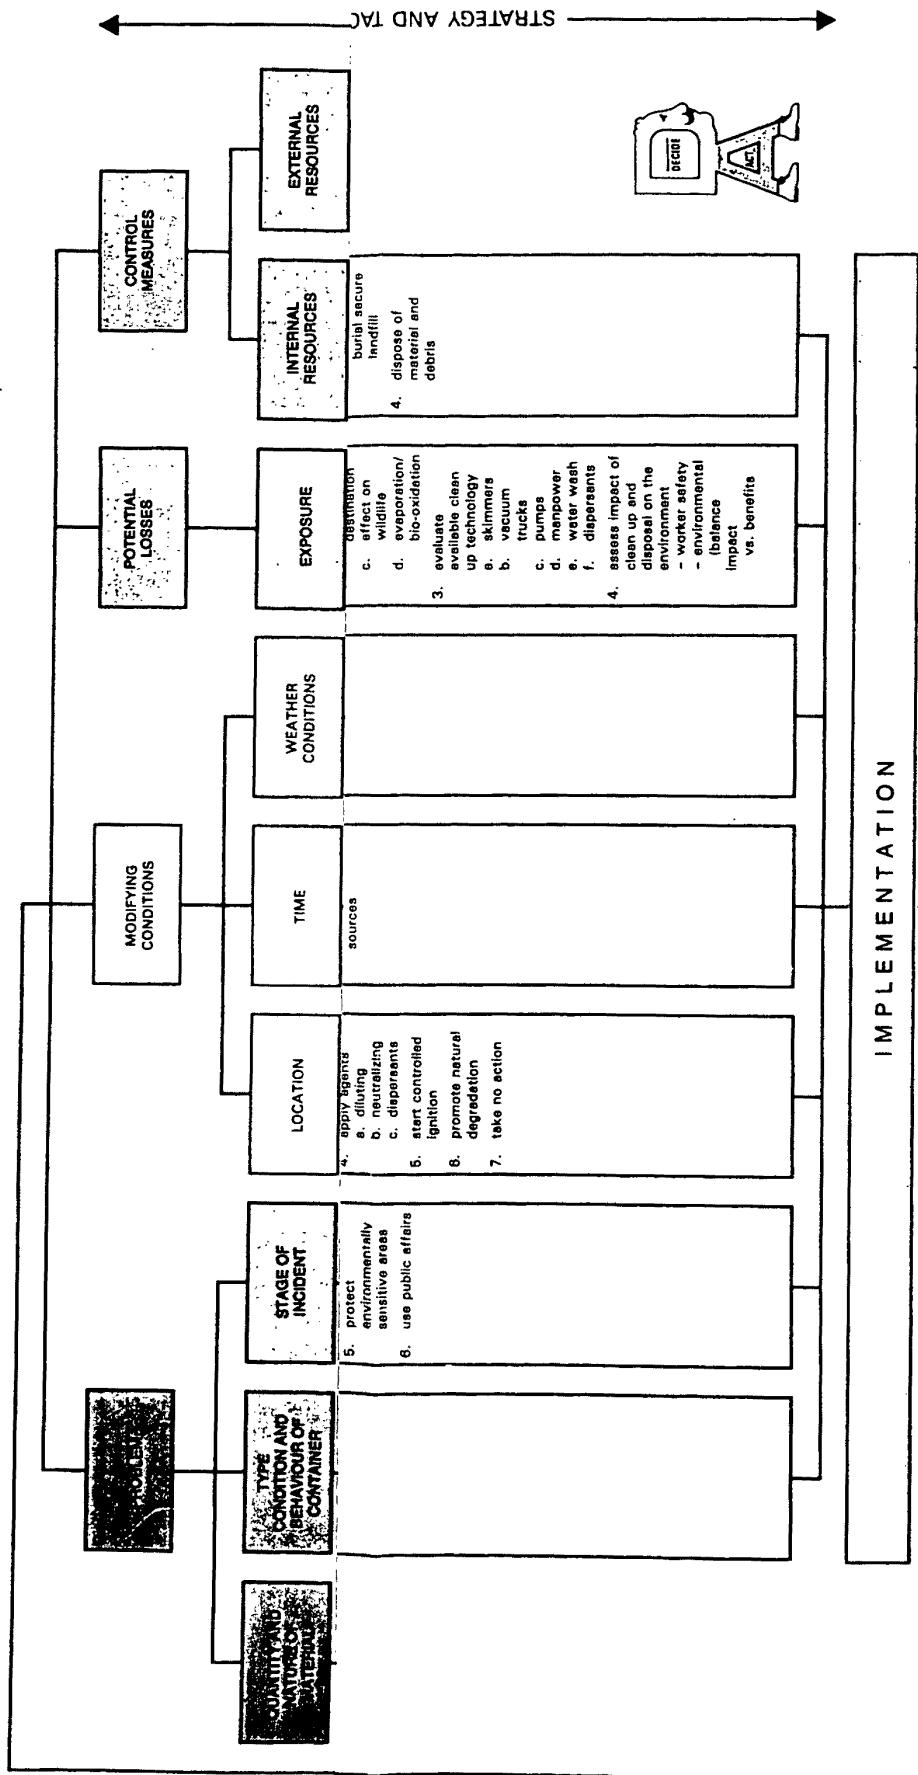 PROBLEM
MODIFYING
CONDITIONS
POTENTIAL
LOSSES
CONTROL
MEASURES
QUANTITY AND
NATURE OF
MATERIAL
TYPE
CONDITION AND
BEHAVIOUR OF
CONTAINER
STAGE OF
INCIDENT
LOCATION
TIME
WEATHER
CONDITIONS
EXPOSURE
INTERNAL
RESOURCES
EXTERNAL
RESOURCES
5. protect
environmentally
sensitive areas
6. use public affairs
4. apply agents
a. diluting
b. neutralizing
c. dispersants
5. start controlled
ignition
6. promote natural
degradation
7. take no action
sources
destination
c. effect on
wildlife
d. evaporation/
bio-oxidation
3. evaluate
available clean
up technology
a. skimmers
b. vacuum
trucks
c. pumps
d. manpower
e. water wash
f. dispersants
4. assess impact of
clean up and
disposal on the
environment
- worker safety
- environmental
(balance
impact
vs. benefits
burial secure
landfill
4. dispose of
material and
debris
DECIDE
ACT
IMPLEMENTATION
STRATEGY AND TAC